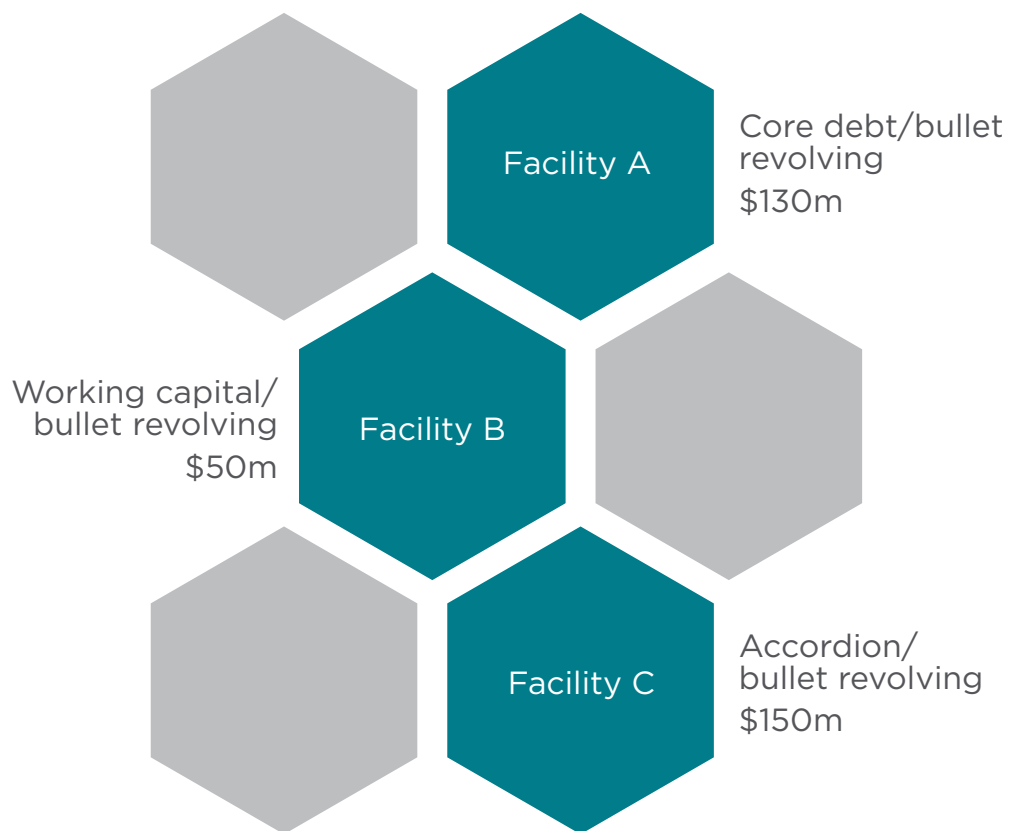 Facility A
Core debt/bullet
revolving
$130m
Working capital/
bullet revolving
$50m
Facility B
Facility C
Accordion/
bullet revolving
$150m